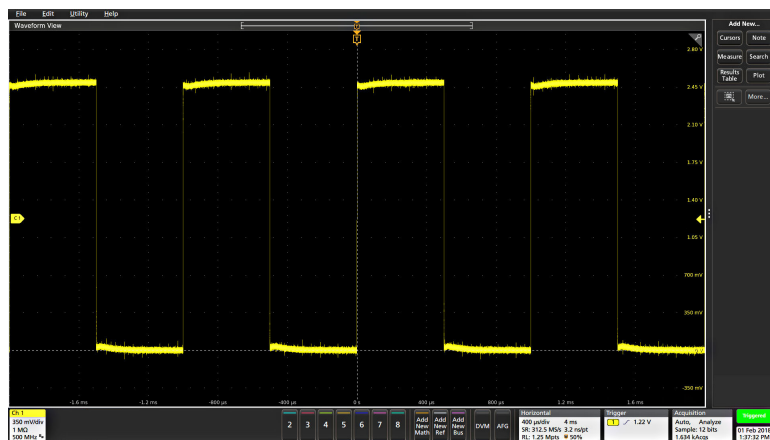 File Edit Utility Help
Waveform View
T
T
Add New...
Cursors Note
Measure Search
Results Table Plot
More...
2.80 V
2.45 V
2.10 V
1.75 V
1.40 V
1.05 V
700 mV
350 mV
-350 mV
C1
-1.6 ms -1.2 ms -800 µs -400 µs 0 s 400 µs 800 µs 1.2 ms 1.6 ms
Ch 1
350 mV/div
1 MΩ
500 MHz
2 3 4 5 6 7 8
Add New Math
Add New Ref
Add New Bus
DVM AFG
Horizontal
400 µs/div 4 ms
SR: 312.5 MS/s 3.2 ns/pt
RL: 1.25 Mpts 50%
Trigger
1 1.22 V
Acquisition
Auto, Analyze
Sample: 12 bits
1.634 kAcqs
Triggered
01 Feb 2018
1:37:32 PM